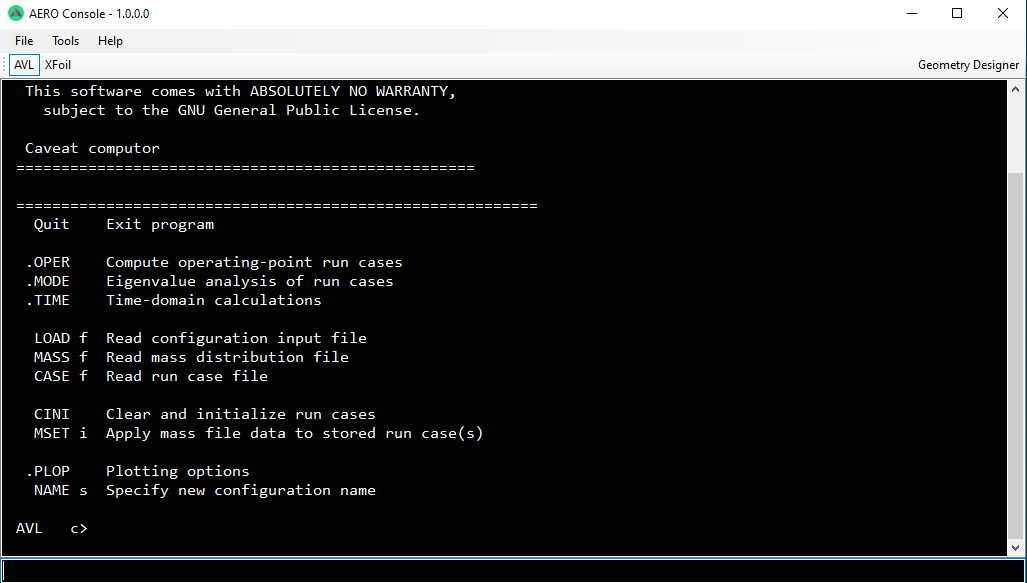 AERO Console - 1.0.0.0
File Tools Help
AVL XFoil Geometry Designer
This software comes with ABSOLUTELY NO WARRANTY,
subject to the GNU General Public License.
Caveat computor
===================================================
==========================================================
Quit Exit program
.OPER Compute operating-point run cases
.MODE Eigenvalue analysis of run cases
.TIME Time-domain calculations
LOAD f Read configuration input file
MASS f Read mass distribution file
CASE f Read run case file
CINI Clear and initialize run cases
MSET i Apply mass file data to stored run case(s)
.PLOP Plotting options
NAME s Specify new configuration name
AVL c>